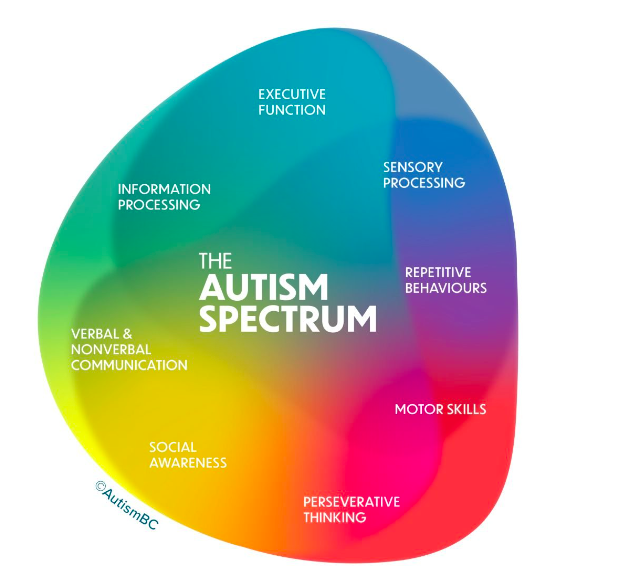 EXECUTIVE
FUNCTION
SENSORY
PROCESSING
INFORMATION
PROCESSING
THE
AUTISM
SPECTRUM
REPETITIVE
BEHAVIOURS
VERBAL &
NONVERBAL
COMMUNICATION
MOTOR SKILLS
SOCIAL
AWARENESS
PERSEVERATIVE
THINKING
©AutismBC